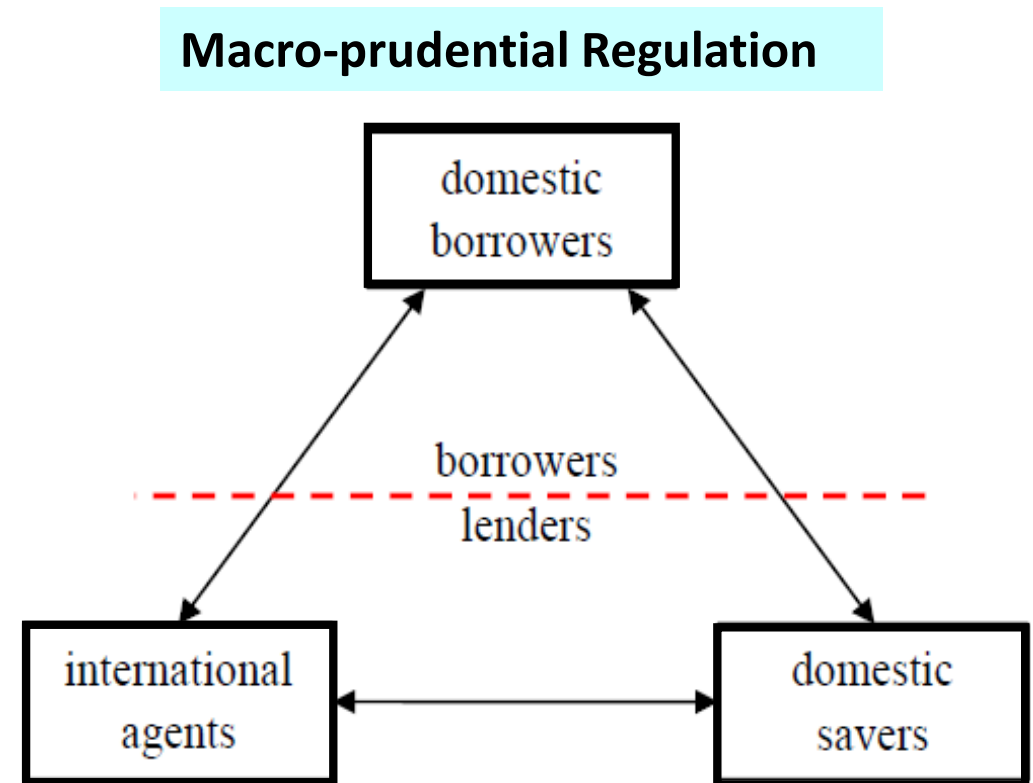 Macro-prudential Regulation
domestic
borrowers
borrowers
lenders
international
agents
domestic
savers